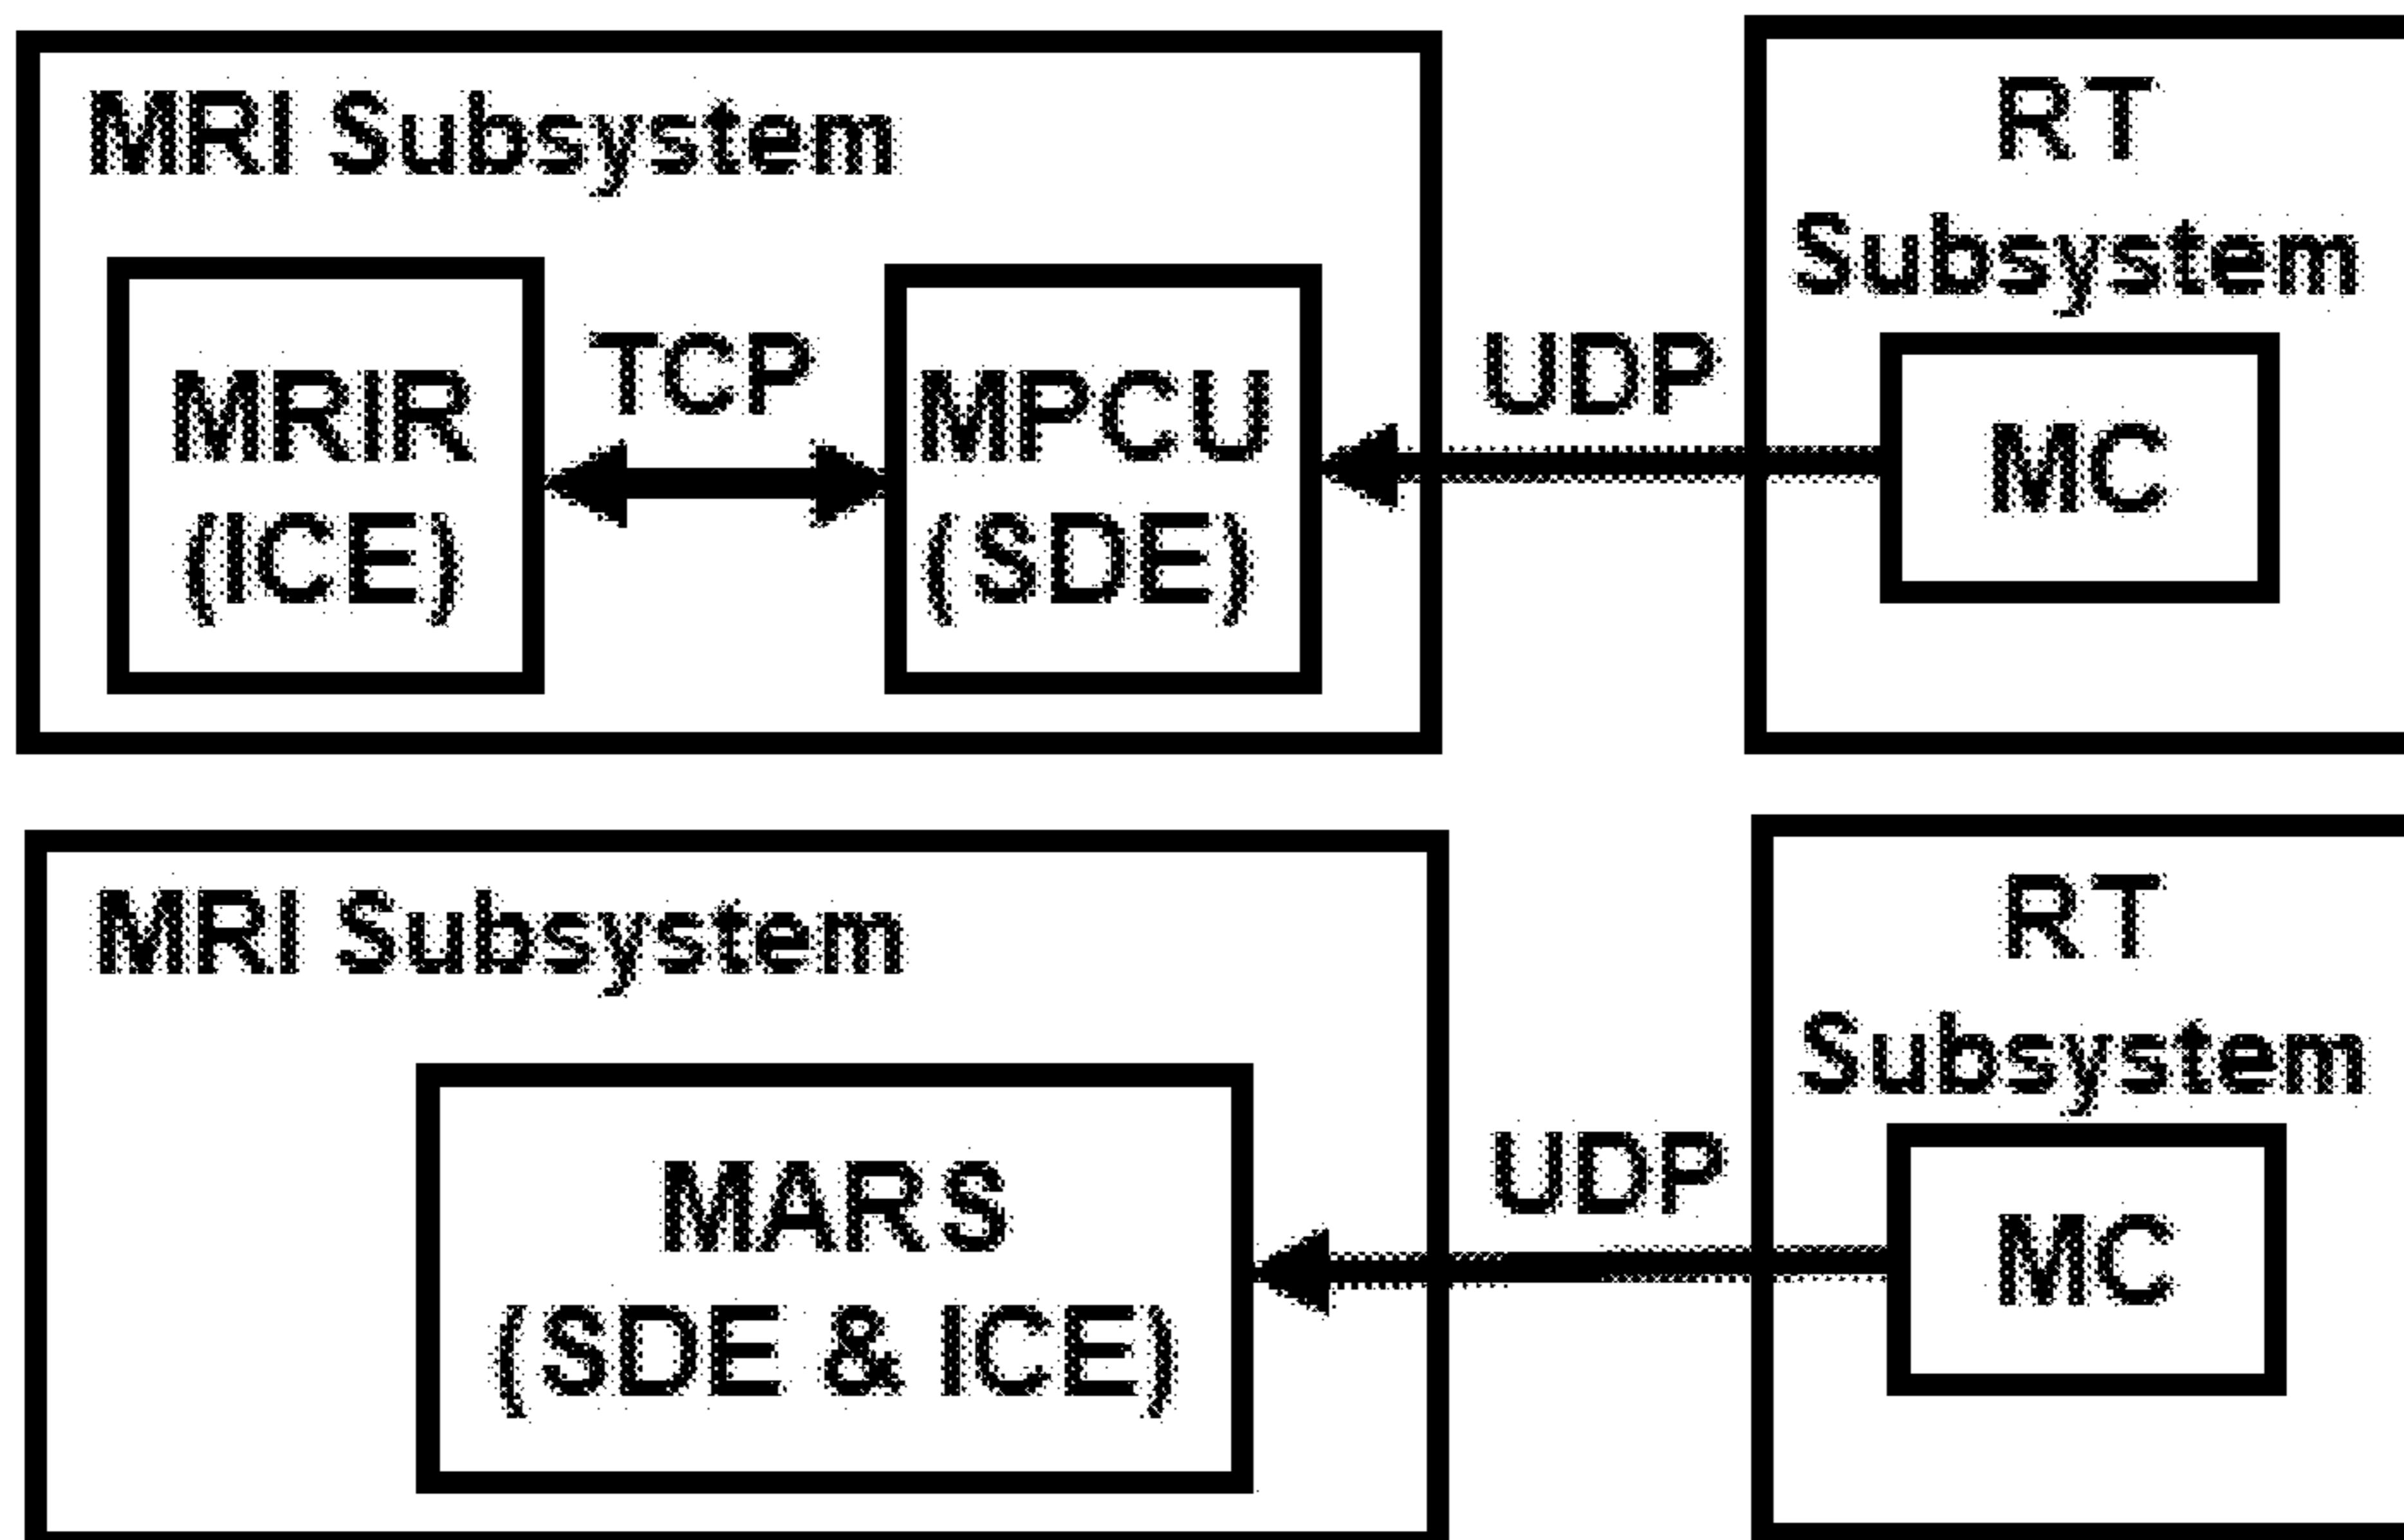 MRI Subsystem
RT
Subsystem
TCP
UDP
MRIR
(ICE)
MPCU
(SDE)
MC
MRI Subsystem
RT
Subsystem
UDP
MARS
(SDE & ICE)
MC